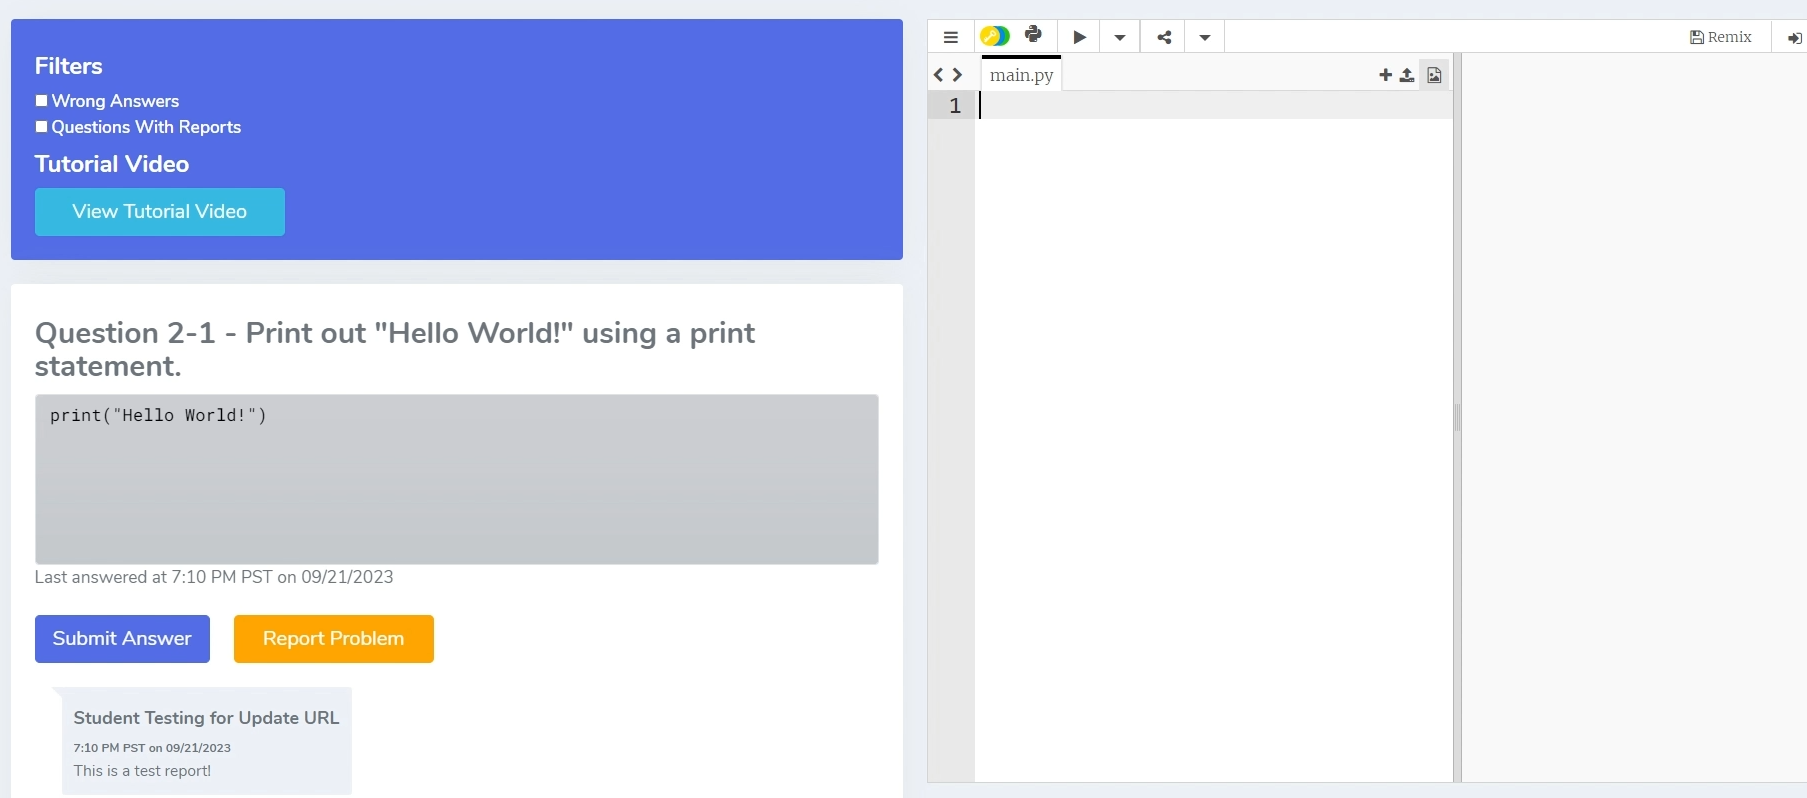 Filters
Wrong Answers
Questions With Reports
Tutorial Video
View Tutorial Video
Question 2-1 - Print out "Hello World!" using a print
statement.
print("Hello World!")
Last answered at 7:10 PM PST on 09/21/2023
Submit Answer
Report Problem
Student Testing for Update URL
7:10 PM PST on 09/21/2023
This is a test report!
Remix
main.py
1